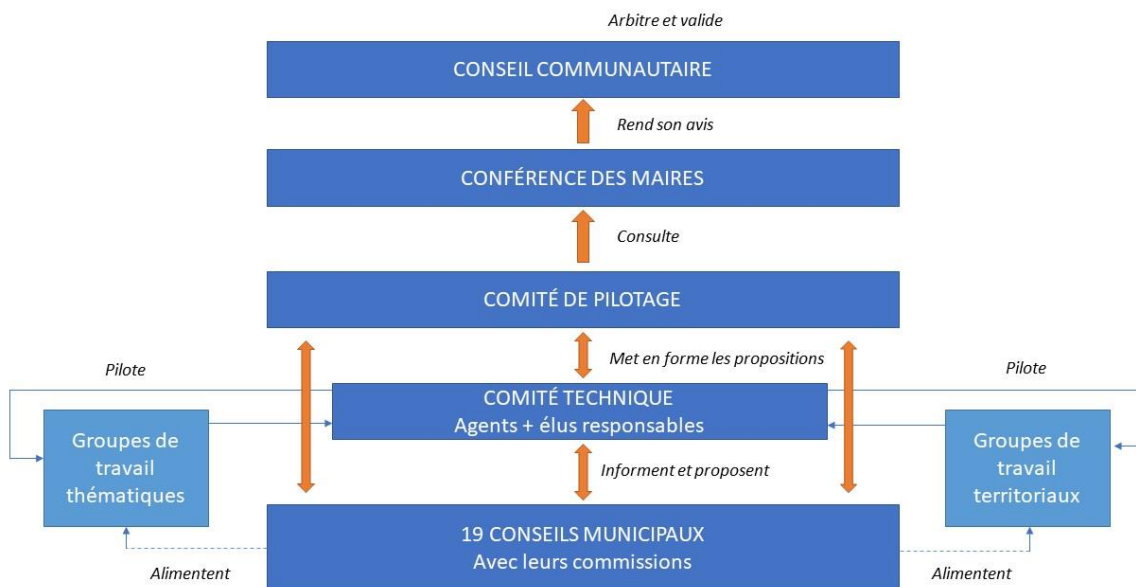 Arbitre et valide
CONSEIL COMMUNAUTAIRE
Rend son avis
CONFÉRENCE DES MAIRES
Consulte
COMITÉ DE PILOTAGE
Met en forme les propositions
Pilote
Pilote
COMITÉ TECHNIQUE
Agents + élus responsables
Groupes de
travail
thématiques
Groupes de
travail
territoriaux
Informent et proposent
19 CONSEILS MUNICIPAUX
Avec leurs commissions
Alimentent
Alimentent